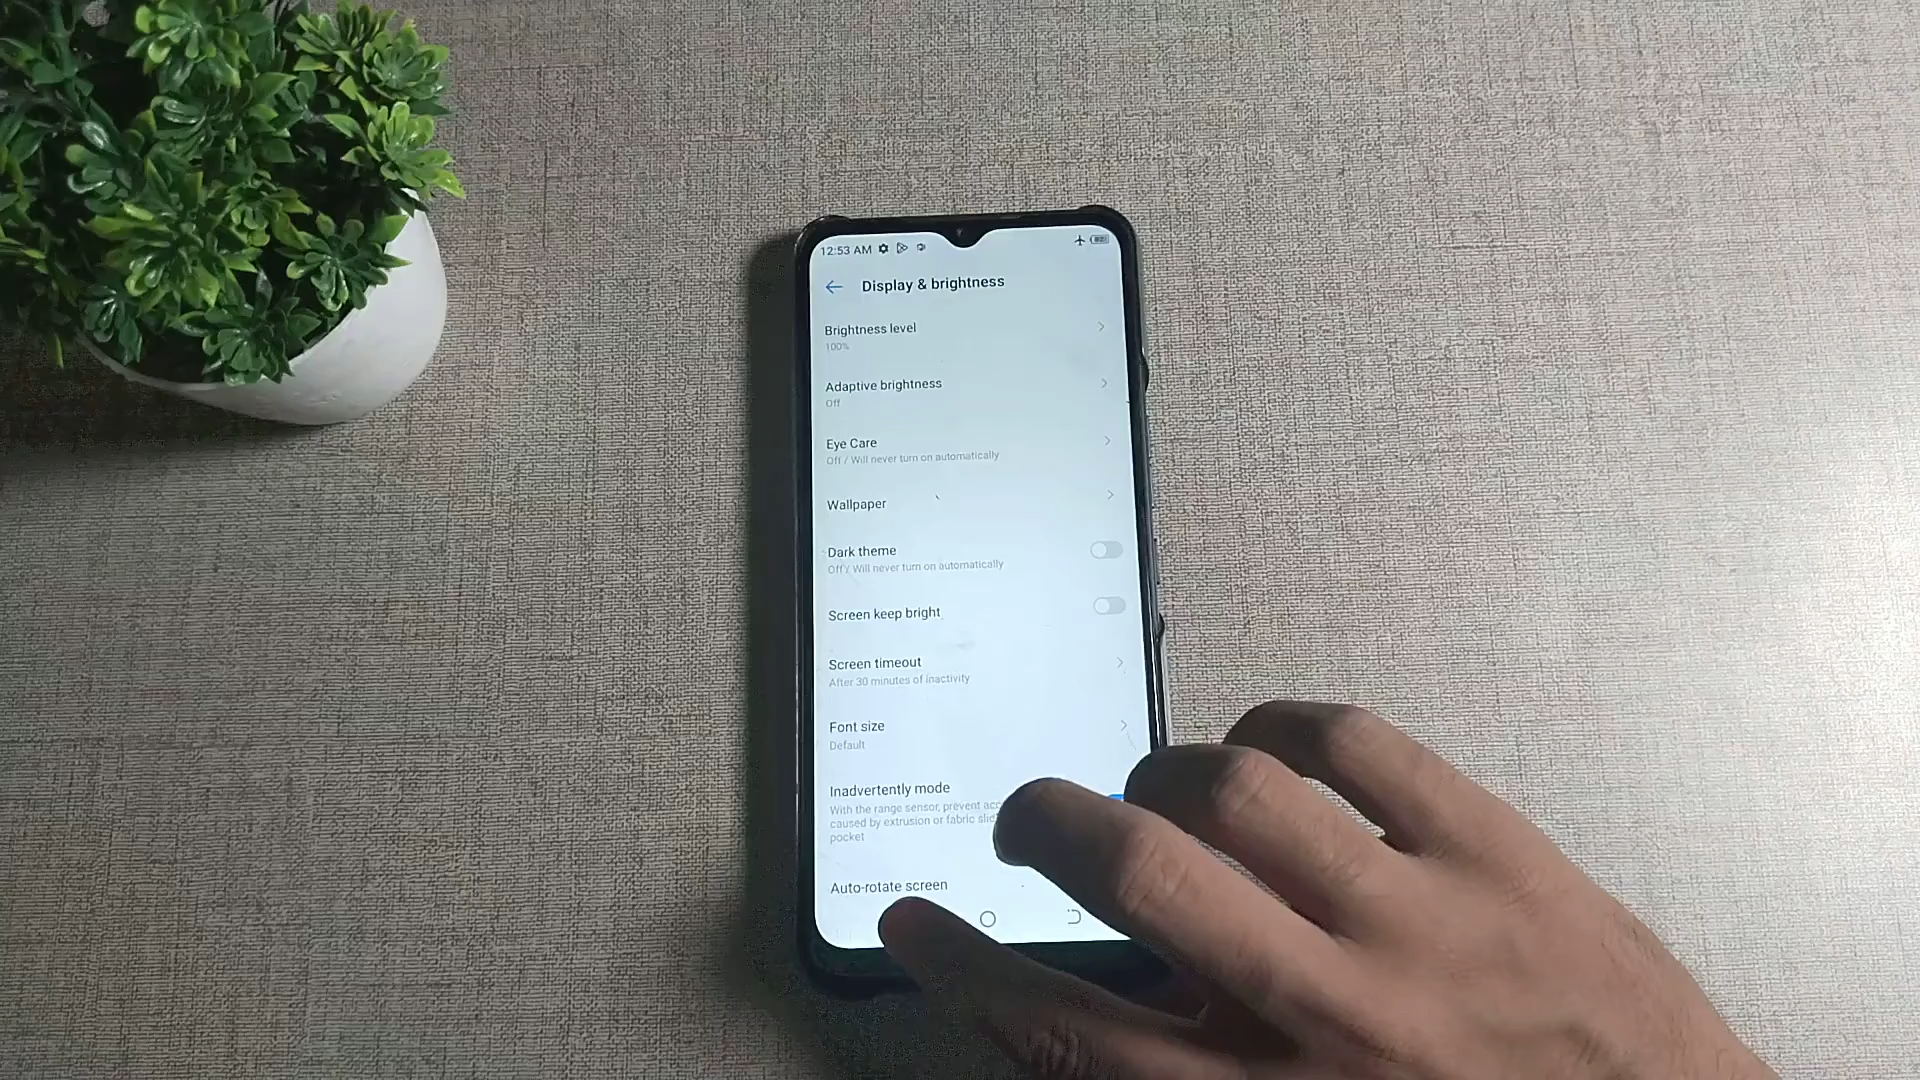 12:53 AM
Display & brightness
Brightness level
100%
Adaptive brightness
Off
Eye Care
Off / Will never turn on automatically
Wallpaper
Dark theme
Off / Will never turn on automatically
Screen keep bright
Screen timeout
After 30 minutes of inactivity
Font size
Default
Inadvertently mode
With the range sensor, prevent
caused by extrusion or fabric
pocket
Auto-rotate screen